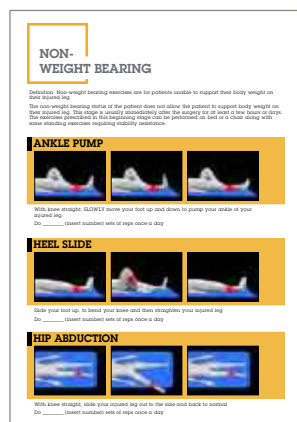 NON-
WEIGHT BEARING
Definition: Non-weight bearing exercises are for patients unable to support their body weight on
their injured leg.
The non-weight bearing status of the patient does not allow the patient to support body weight on
their injured leg. This stage is usually immediately after the surgery for at least a few hours or days.
The exercises prescribed in this beginning stage can be performed on bed or a chair along with
some standing exercises requiring stability assistance.
ANKLE PUMP
With knee straight, SLOWLY move your foot up and down to pump your ankle of your
injured leg.
Do _______ (insert number) sets of reps once a day
HEEL SLIDE
Slide your foot up, to bend your knee and then straighten your injured leg
Do _______ (insert number) sets of reps once a day
HIP ABDUCTION
With knee straight, slide your injured leg out to the side and back to normal
Do _______ (insert number) sets of reps once a day